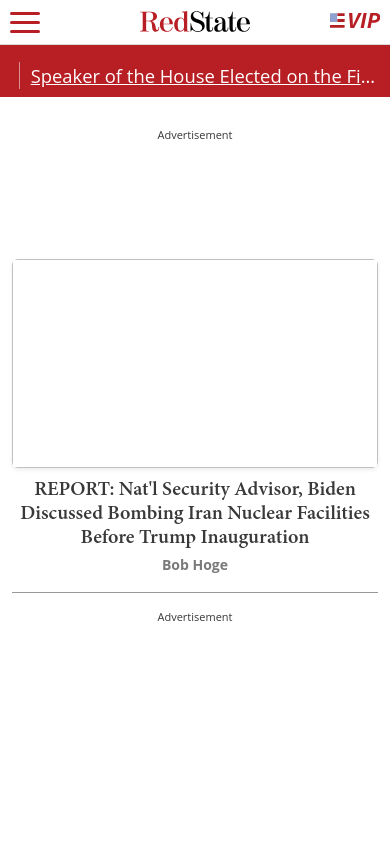 RedState
VIP
Speaker of the House Elected on the Fi...
Advertisement
REPORT: Nat'l Security Advisor, Biden
Discussed Bombing Iran Nuclear Facilities
Before Trump Inauguration
Bob Hoge
Advertisement